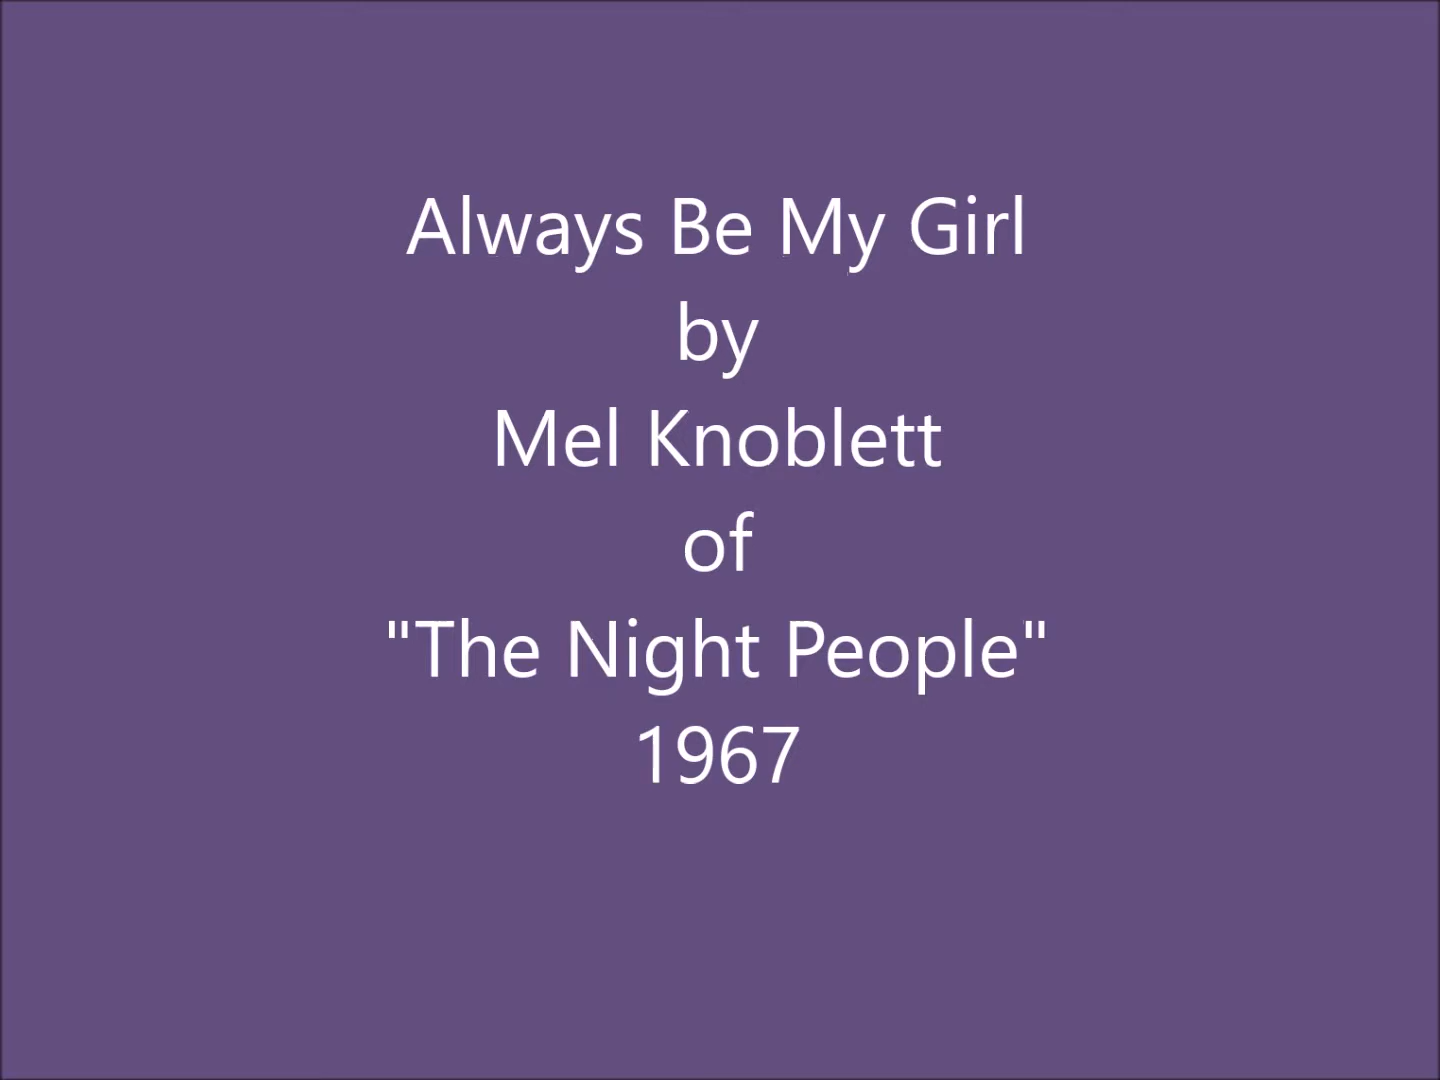 Always Be My Girl
by
Mel Knoblett
of
"The Night People"
1967